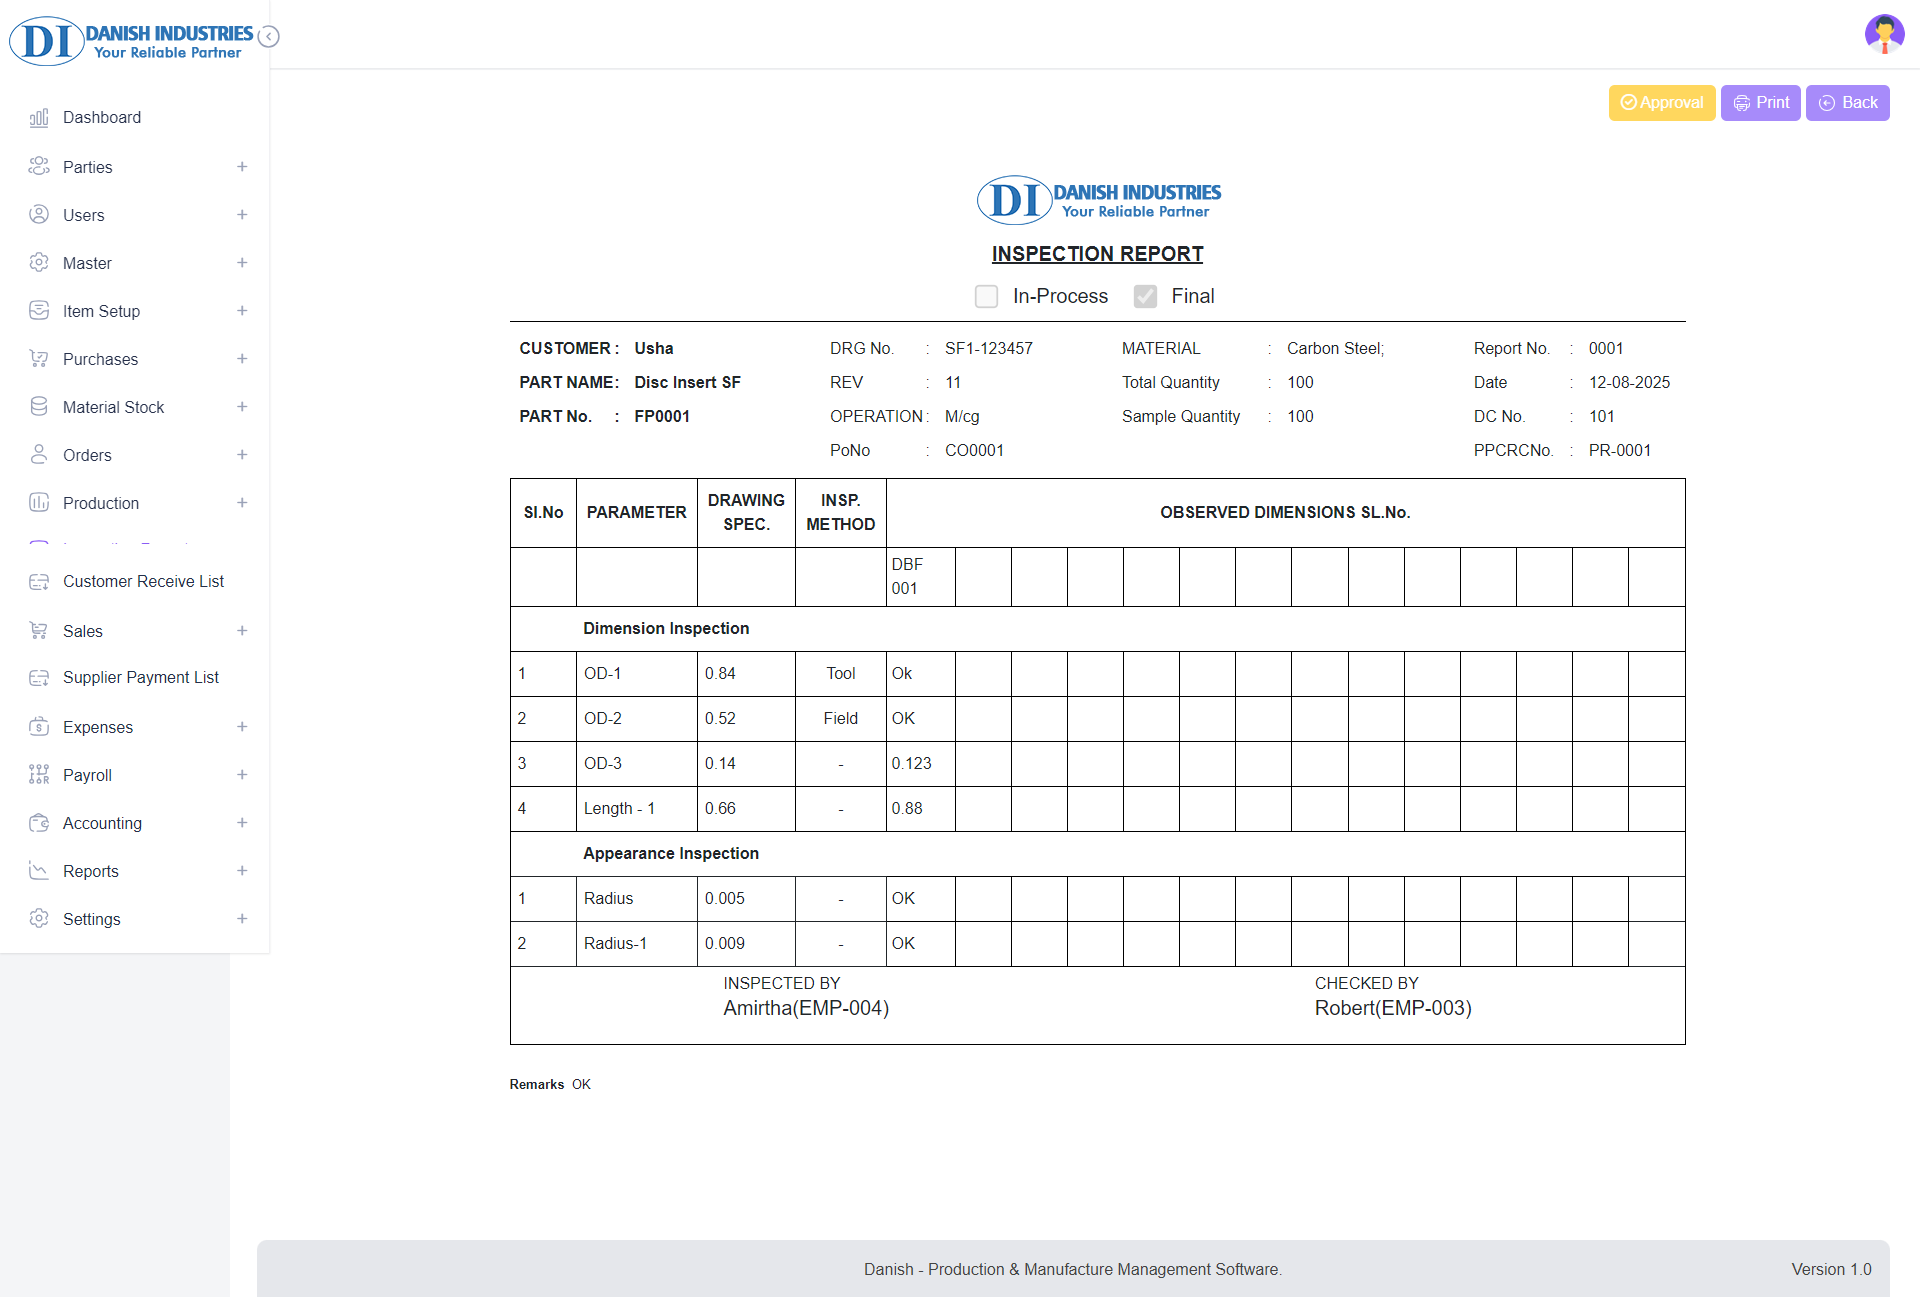 DI DANISH INDUSTRIES
Your Reliable Partner
Dashboard
Parties +
Users +
Master +
Item Setup +
Purchases +
Material Stock +
Orders +
Production +
Customer Receive List
Sales +
Supplier Payment List
Expenses +
Payroll +
Accounting +
Reports +
Settings +
Approval Print Back
DI DANISH INDUSTRIES
Your Reliable Partner
INSPECTION REPORT
In-Process Final
CUSTOMER : Usha DRG No. : SF1-123457 MATERIAL : Carbon Steel; Report No. : 0001
PART NAME : Disc Insert SF REV : 11 Total Quantity : 100 Date : 12-08-2025
PART No. : FP0001 OPERATION : M/cg Sample Quantity : 100 DC No. : 101
PoNo : CO0001 PPCRCNo. : PR-0001
Sl.No PARAMETER DRAWING SPEC. INSP. METHOD OBSERVED DIMENSIONS SL.No.
DBF
001
Dimension Inspection
1 OD-1 0.84 Tool Ok
2 OD-2 0.52 Field OK
3 OD-3 0.14 - 0.123
4 Length - 1 0.66 - 0.88
Appearance Inspection
1 Radius 0.005 - OK
2 Radius-1 0.009 - OK
INSPECTED BY CHECKED BY
Amirtha(EMP-004) Robert(EMP-003)
Remarks OK
Danish - Production & Manufacture Management Software. Version 1.0